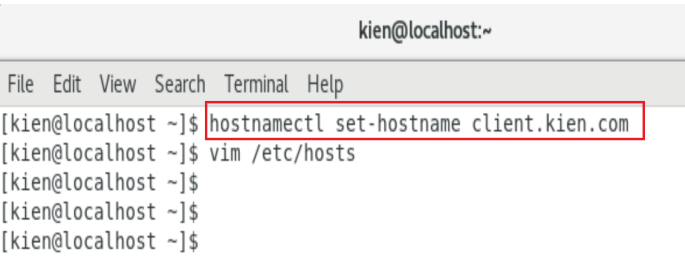 kien@localhost:~
File Edit View Search Terminal Help
[kien@localhost ~]$ hostnamectl set-hostname client.kien.com
[kien@localhost ~]$ vim /etc/hosts
[kien@localhost ~]$
[kien@localhost ~]$
[kien@localhost ~]$